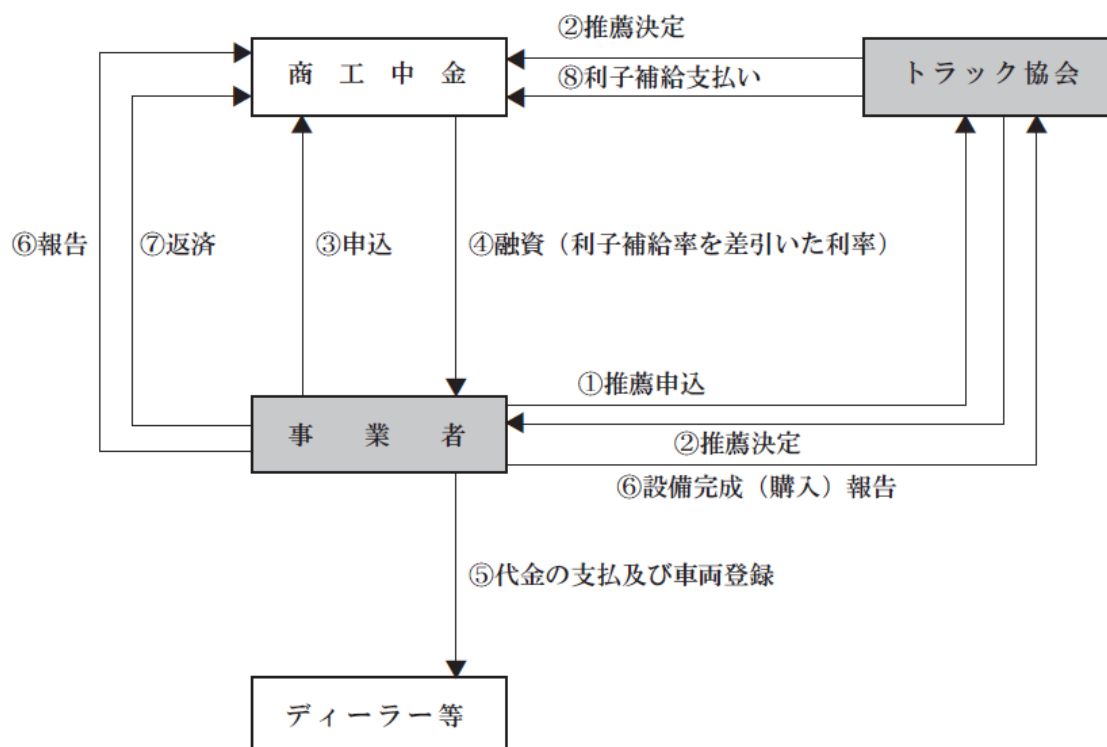 ②推薦決定
商工中金
⑧利子補給支払い
トラック協会
⑥報告
⑦返済
③申込
④融資（利子補給率を差引いた利率）
①推薦申込
事業者
②推薦決定
⑥設備完成（購入）報告
⑤代金の支払及び車両登録
ディーラー等